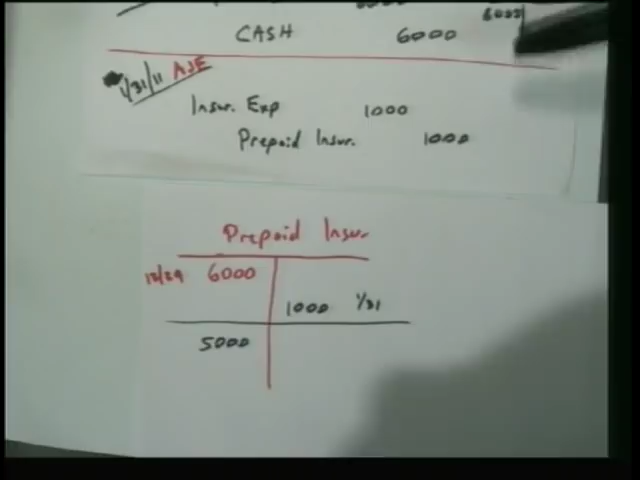 6000
CASH 6000
1/31/11 AJE
Insur. Exp 1000
Prepaid Insur. 1000
Prepaid Insur
12/29 6000
1000 1/31
5000